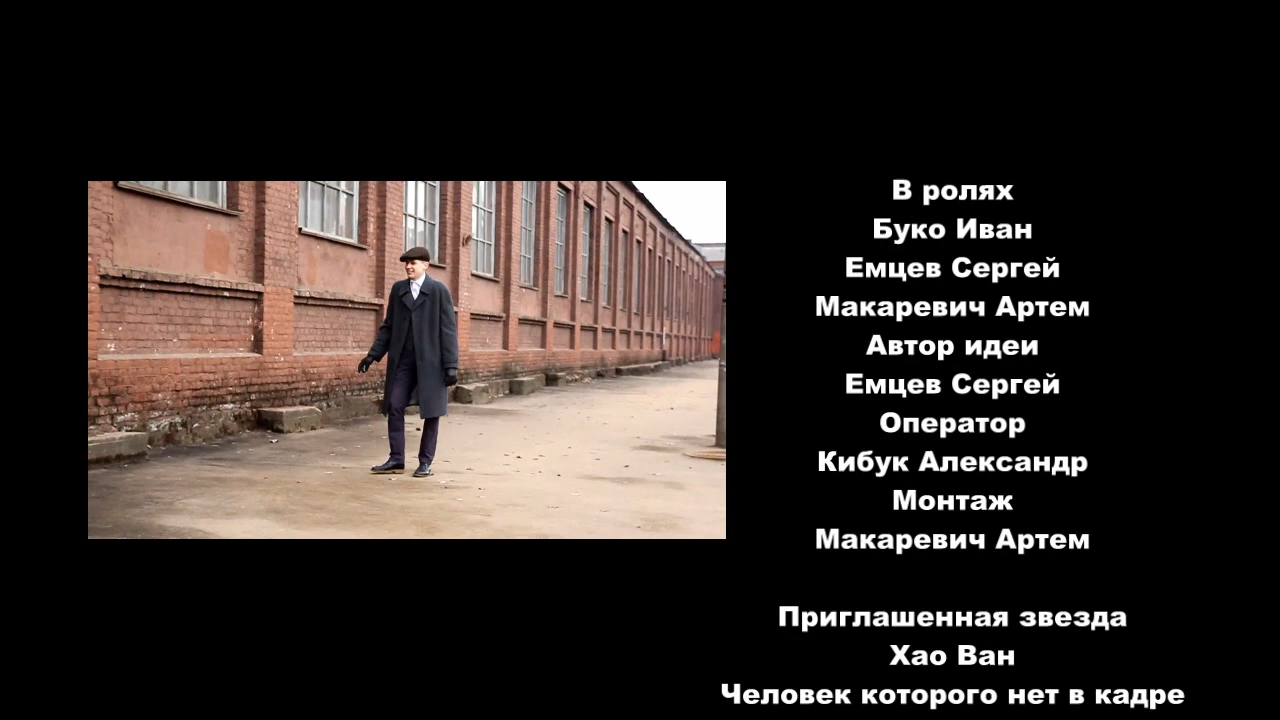 В ролях
Буко Иван
Емцев Сергей
Макаревич Артем
Автор идеи
Емцев Сергей
Оператор
Кибук Александр
Монтаж
Макаревич Артем
Приглашенная звезда
Хао Ван
Человек которого нет в кадре